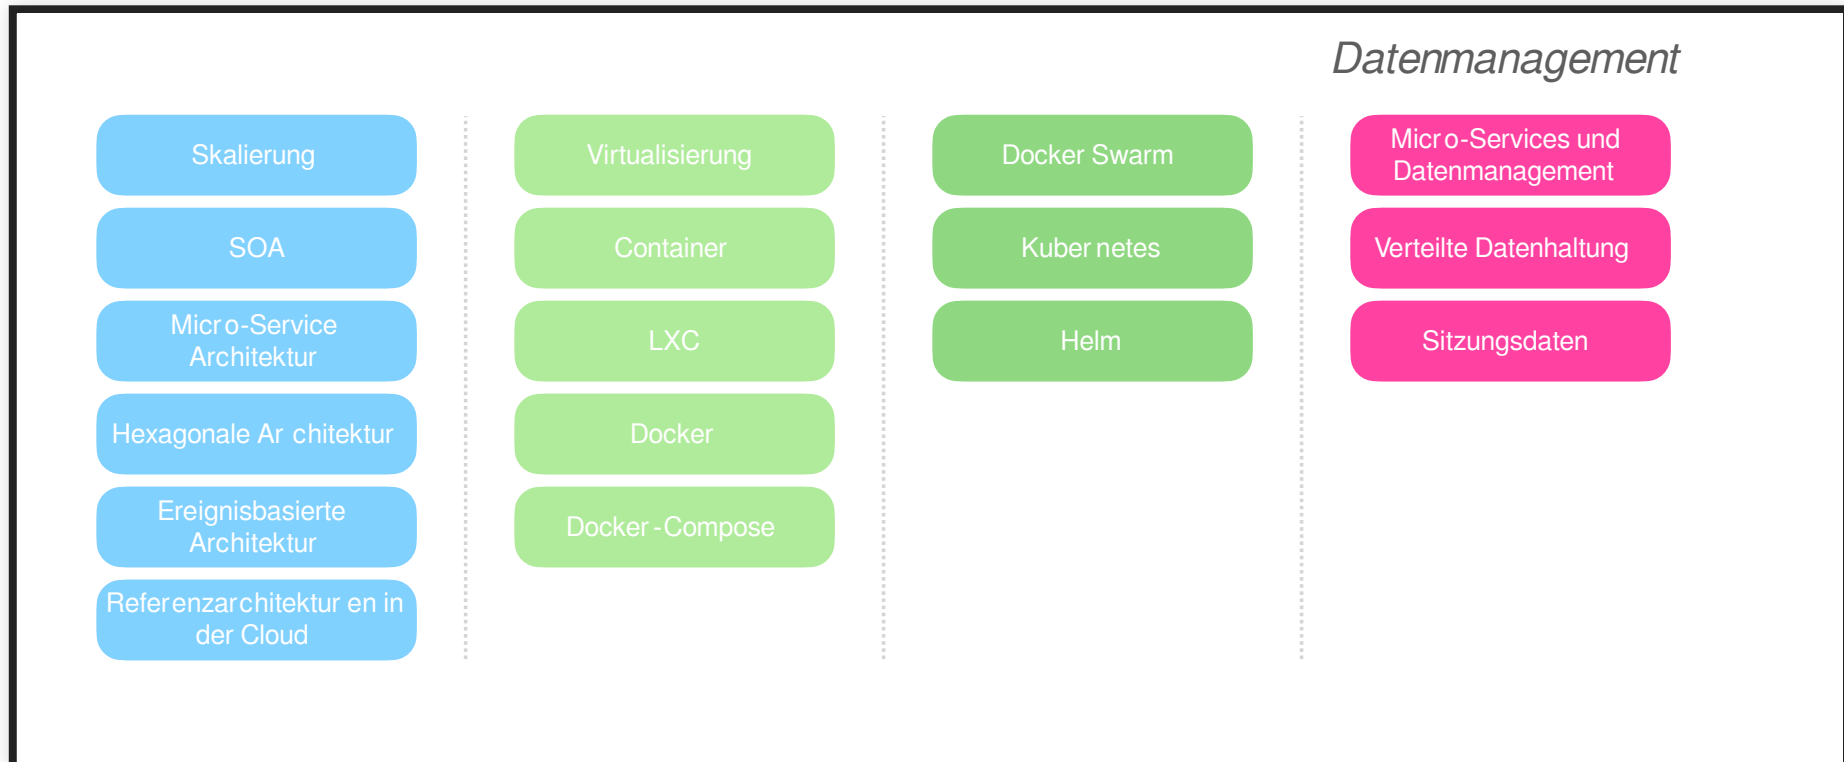 Datenmanagement
Skalierung
SOA
Micro-Service
Architektur
Hexagonale Architektur
Ereignisbasierte
Architektur
Referenzarchitekturen in
der Cloud
Virtualisierung
Container
LXC
Docker
Docker-Compose
Docker Swarm
Kubernetes
Helm
Micro-Services und
Datenmanagement
Verteilte Datenhaltung
Sitzungsdaten